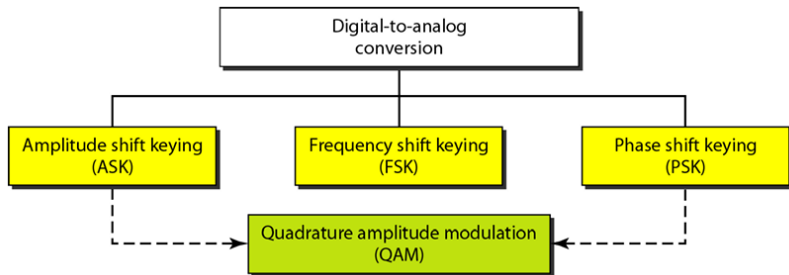 Digital-to-analog
conversion
Amplitude shift keying
(ASK)
Frequency shift keying
(FSK)
Phase shift keying
(PSK)
Quadrature amplitude modulation
(QAM)